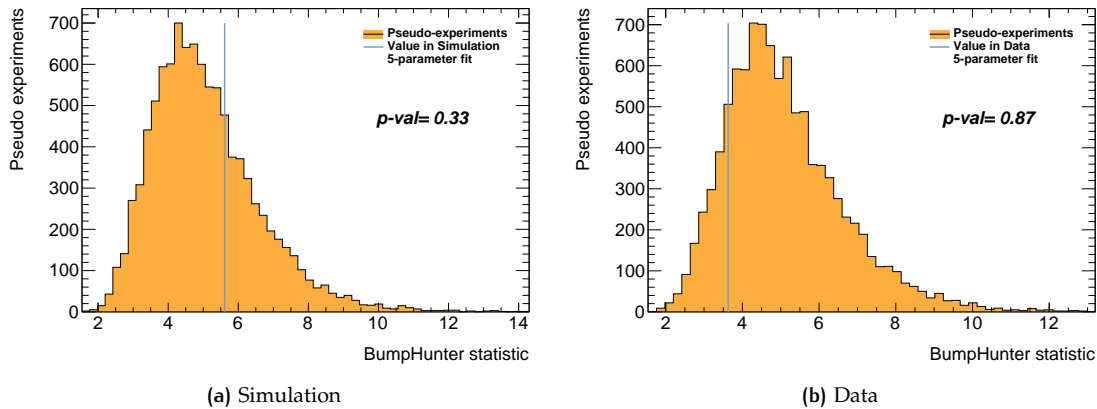 Pseudo experiments
700
600
500
400
300
200
100
0
2 4 6 8 10 12 14
BumpHunter statistic
Pseudo-experiments
Value in Simulation
5-parameter fit
p-val= 0.33
(a) Simulation
Pseudo experiments
700
600
500
400
300
200
100
0
2 4 6 8 10 12
BumpHunter statistic
Pseudo-experiments
Value in Data
5-parameter fit
p-val= 0.87
(b) Data